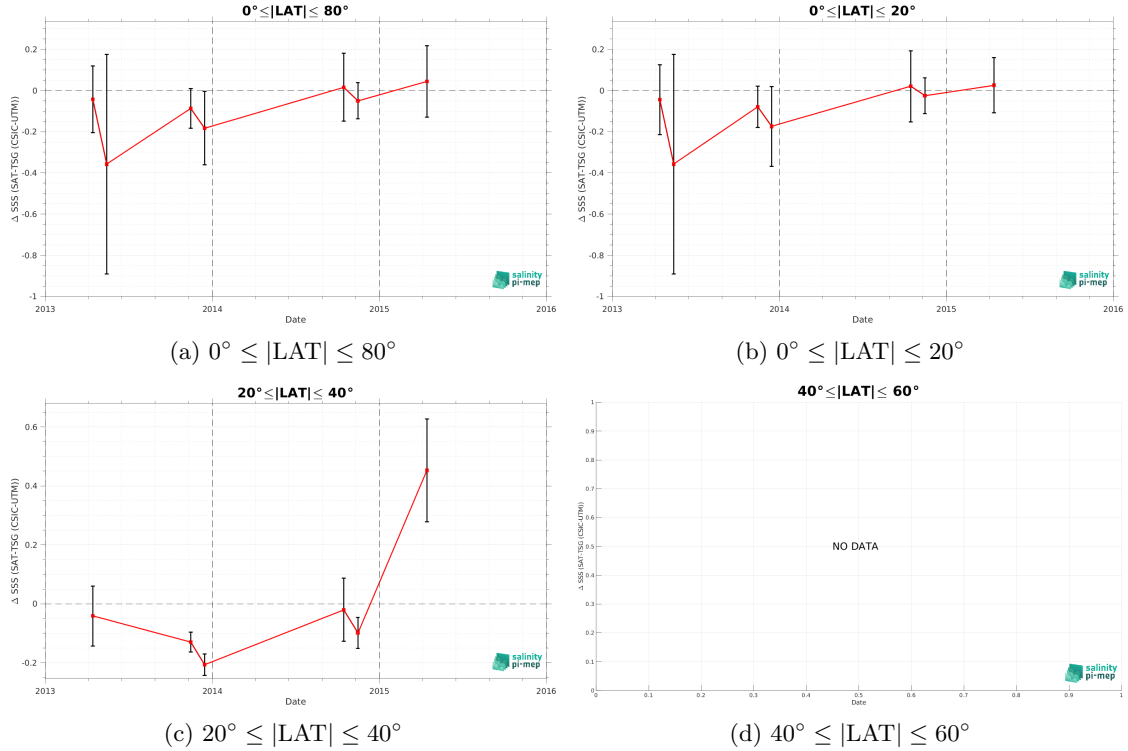 0°≤|LAT|≤ 80°
0.2
0
-0.2
-0.4
-0.6
-0.8
-1
Δ SSS (SAT-TSG (CSIC-UTM))
2013
2014
2015
2016
Date
salinity
pi-mep
(a) 0° ≤ |LAT| ≤ 80°
0°≤|LAT|≤ 20°
0.2
0
-0.2
-0.4
-0.6
-0.8
-1
Δ SSS (SAT-TSG (CSIC-UTM))
2013
2014
2015
2016
Date
salinity
pi-mep
(b) 0° ≤ |LAT| ≤ 20°
20°≤|LAT|≤ 40°
0.6
0.4
0.2
0
-0.2
Δ SSS (SAT-TSG (CSIC-UTM))
2013
2014
2015
2016
Date
salinity
pi-mep
(c) 20° ≤ |LAT| ≤ 40°
40°≤|LAT|≤ 60°
1
0.9
0.8
0.7
0.6
0.5
0.4
0.3
0.2
0.1
0
Δ SSS (SAT-TSG (CSIC-UTM))
NO DATA
0
0.1
0.2
0.3
0.4
0.5
0.6
0.7
0.8
0.9
1
Date
salinity
pi-mep
(d) 40° ≤ |LAT| ≤ 60°